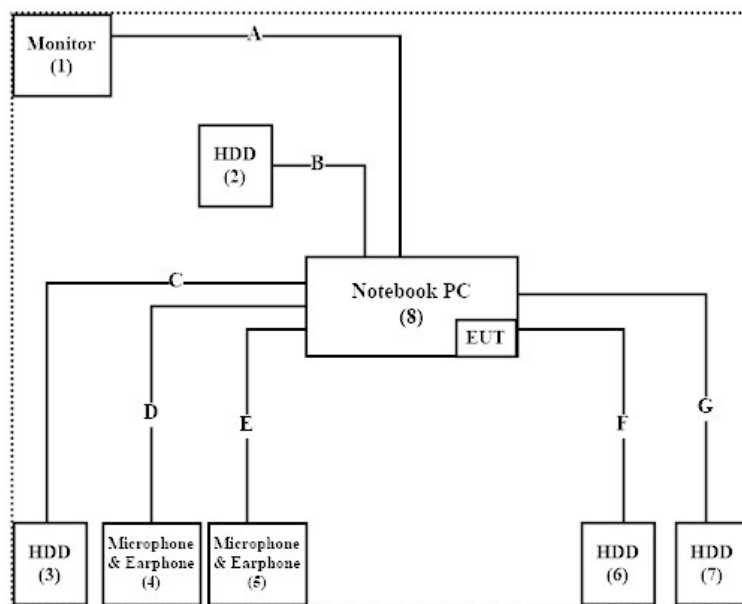 Monitor
(1)
A
HDD
(2)
B
C
Notebook PC
(8)
EUT
D
E
F
G
HDD
(3)
Microphone
& Earphone
(4)
Microphone
& Earphone
(5)
HDD
(6)
HDD
(7)